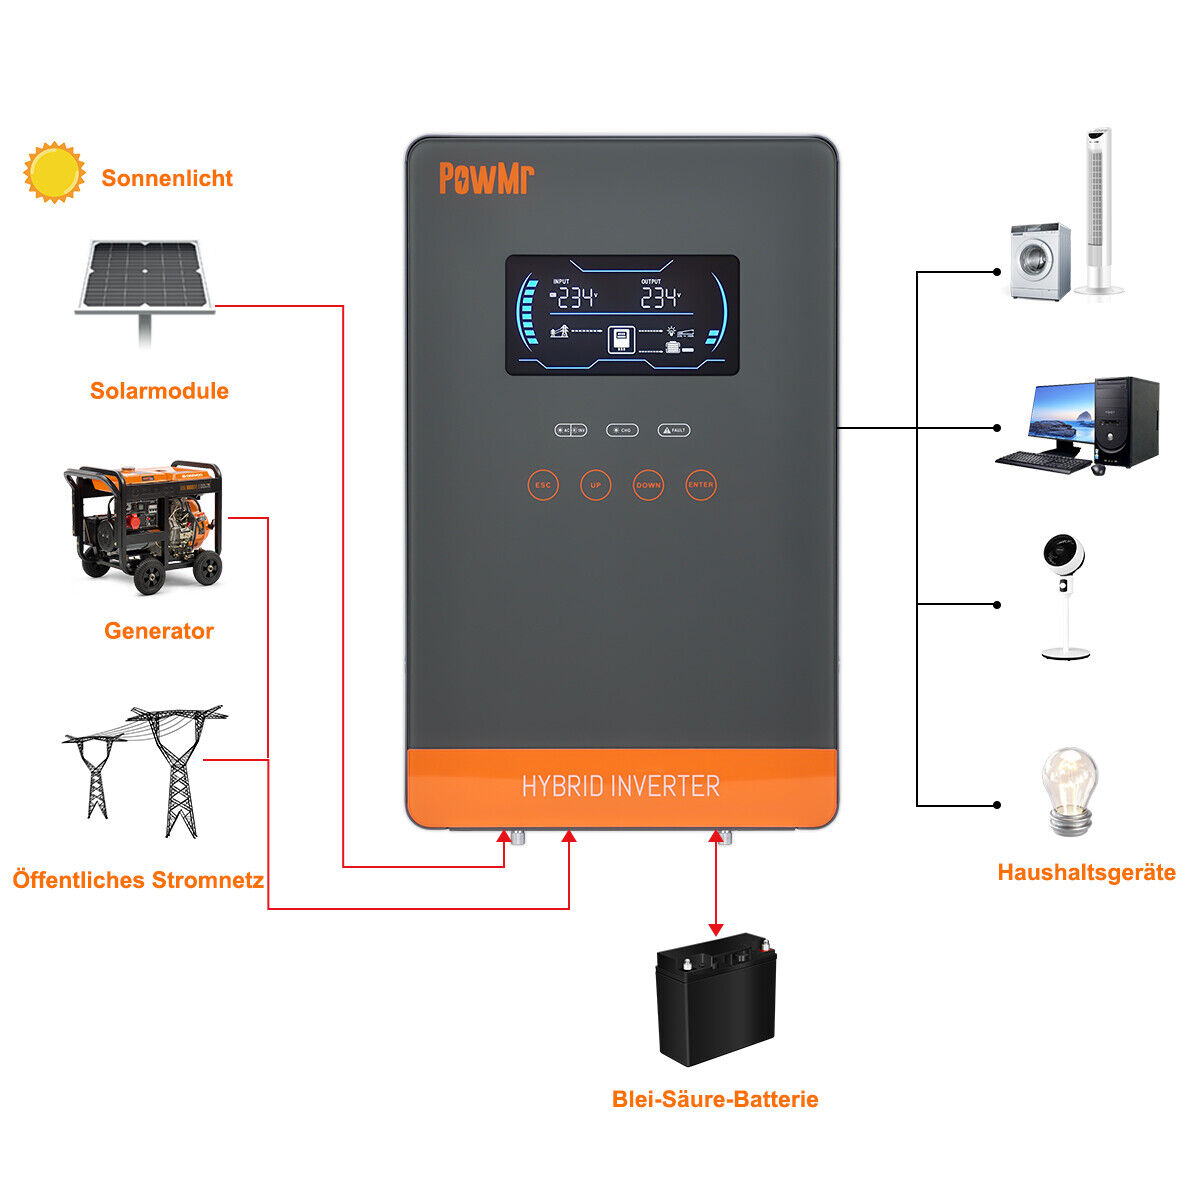 Sonnenlicht
Solarmodule
Generator
Öffentliches Stromnetz
PowMr
INPUT OUTPUT
234V 234V
AC INV CHG FAULT
ESC UP DOWN ENTER
HYBRID INVERTER
Haushaltsgeräte
Blei-Säure-Batterie